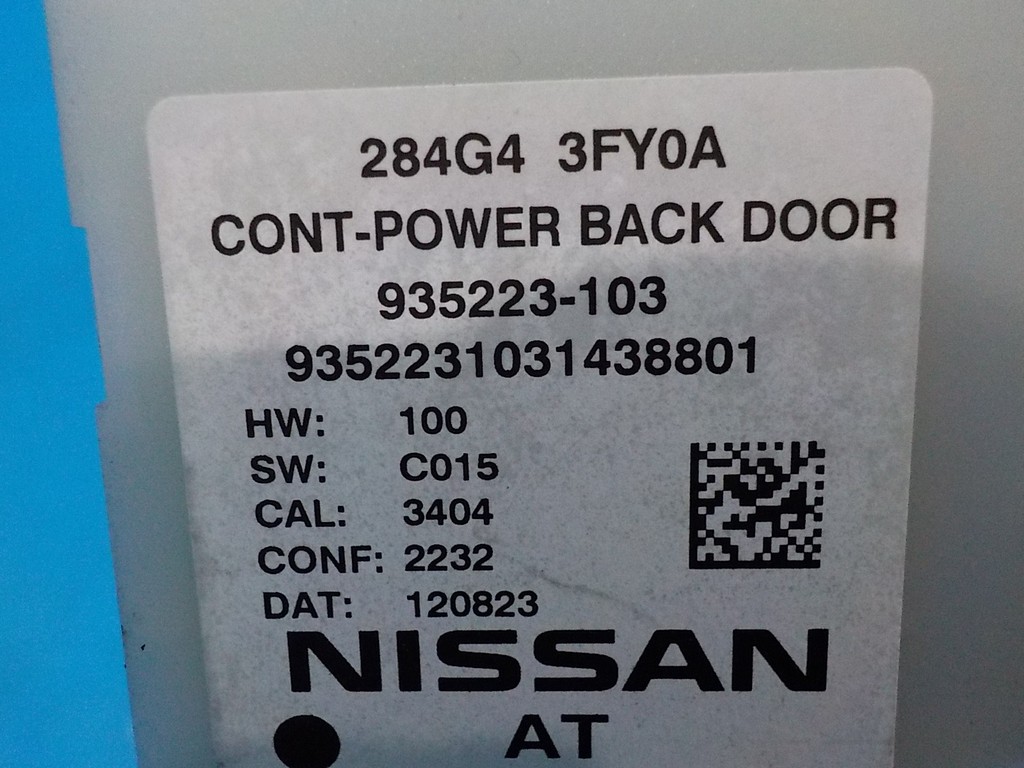 284G4 3FY0A
CONT-POWER BACK DOOR
935223-103
9352231031438801
HW: 100
SW: C015
CAL: 3404
CONF: 2232
DAT: 120823
NISSAN
AT